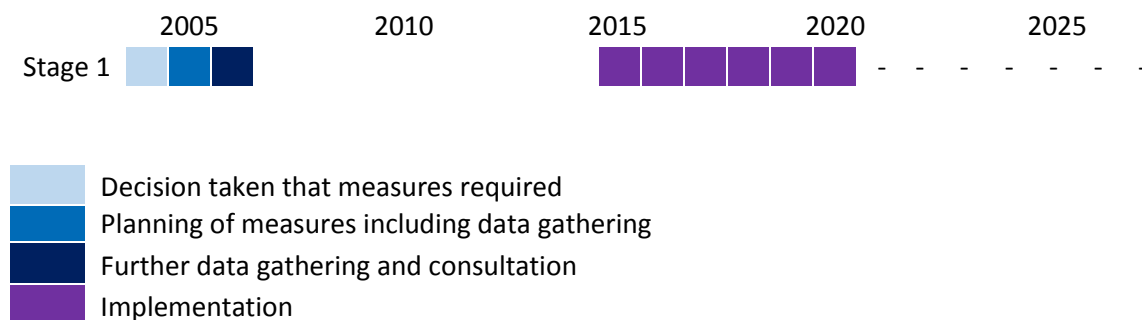 2005 2010 2015 2020 2025
Stage 1 - - - - - - -
Decision taken that measures required
Planning of measures including data gathering
Further data gathering and consultation
Implementation